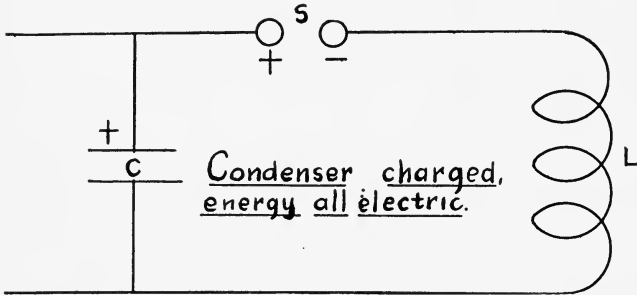 S
+ −
+
C
Condenser charged,
energy all electric.
L